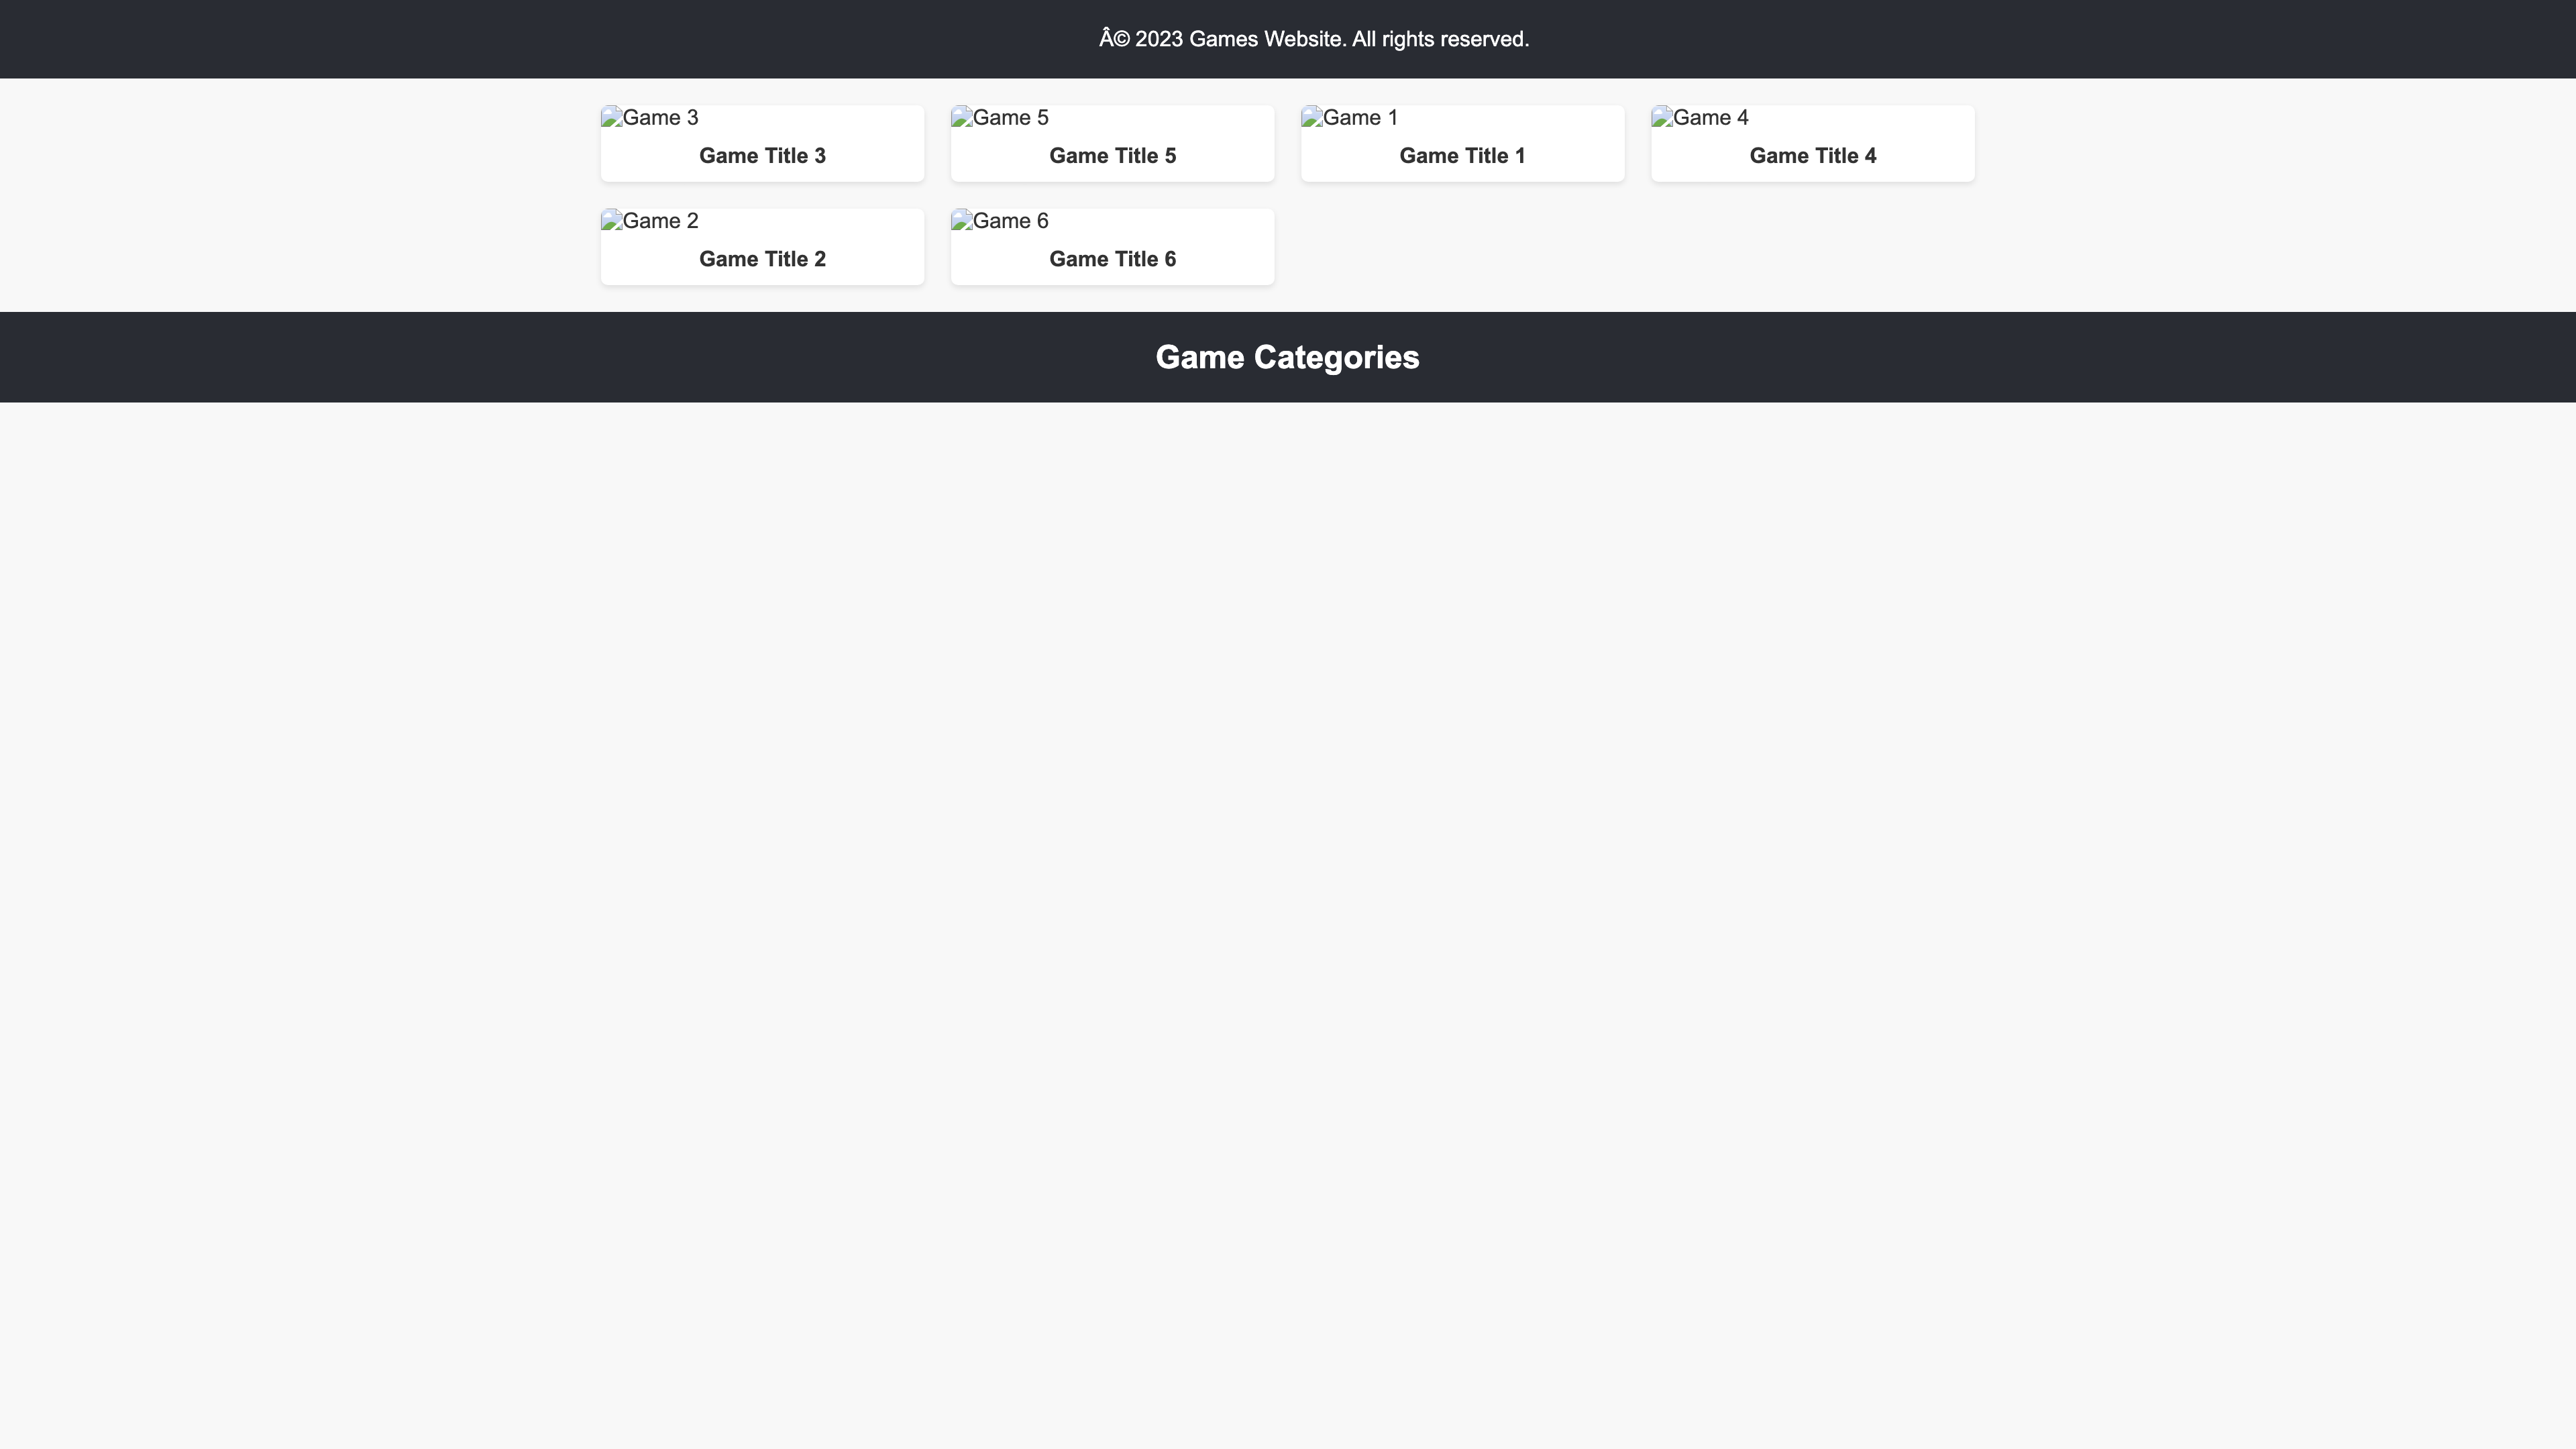 Â© 2023 Games Website. All rights reserved.
Game 3
Game Title 3
Game 5
Game Title 5
Game 1
Game Title 1
Game 4
Game Title 4
Game 2
Game Title 2
Game 6
Game Title 6
Game Categories